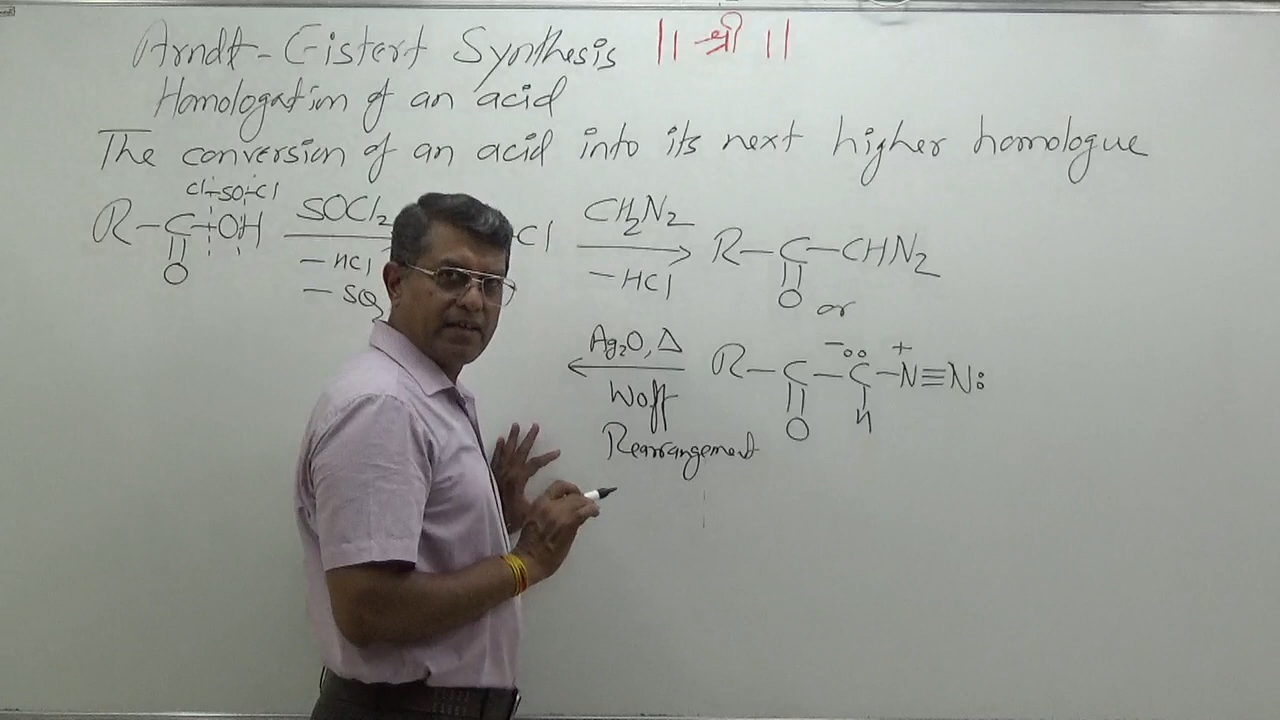 Arndt-Eistert Synthesis || श्री ||
Homologation of an acid
The conversion of an acid into its next higher homologue
Cl-SO-Cl
R-C-OH SOCl2 Cl CH2N2 R-C-CHN2
O -HCl -HCl O or
-SO2
Ag2O, Δ R-C-C-N≡N:
- .. +
Wolff O H
Rearrangement